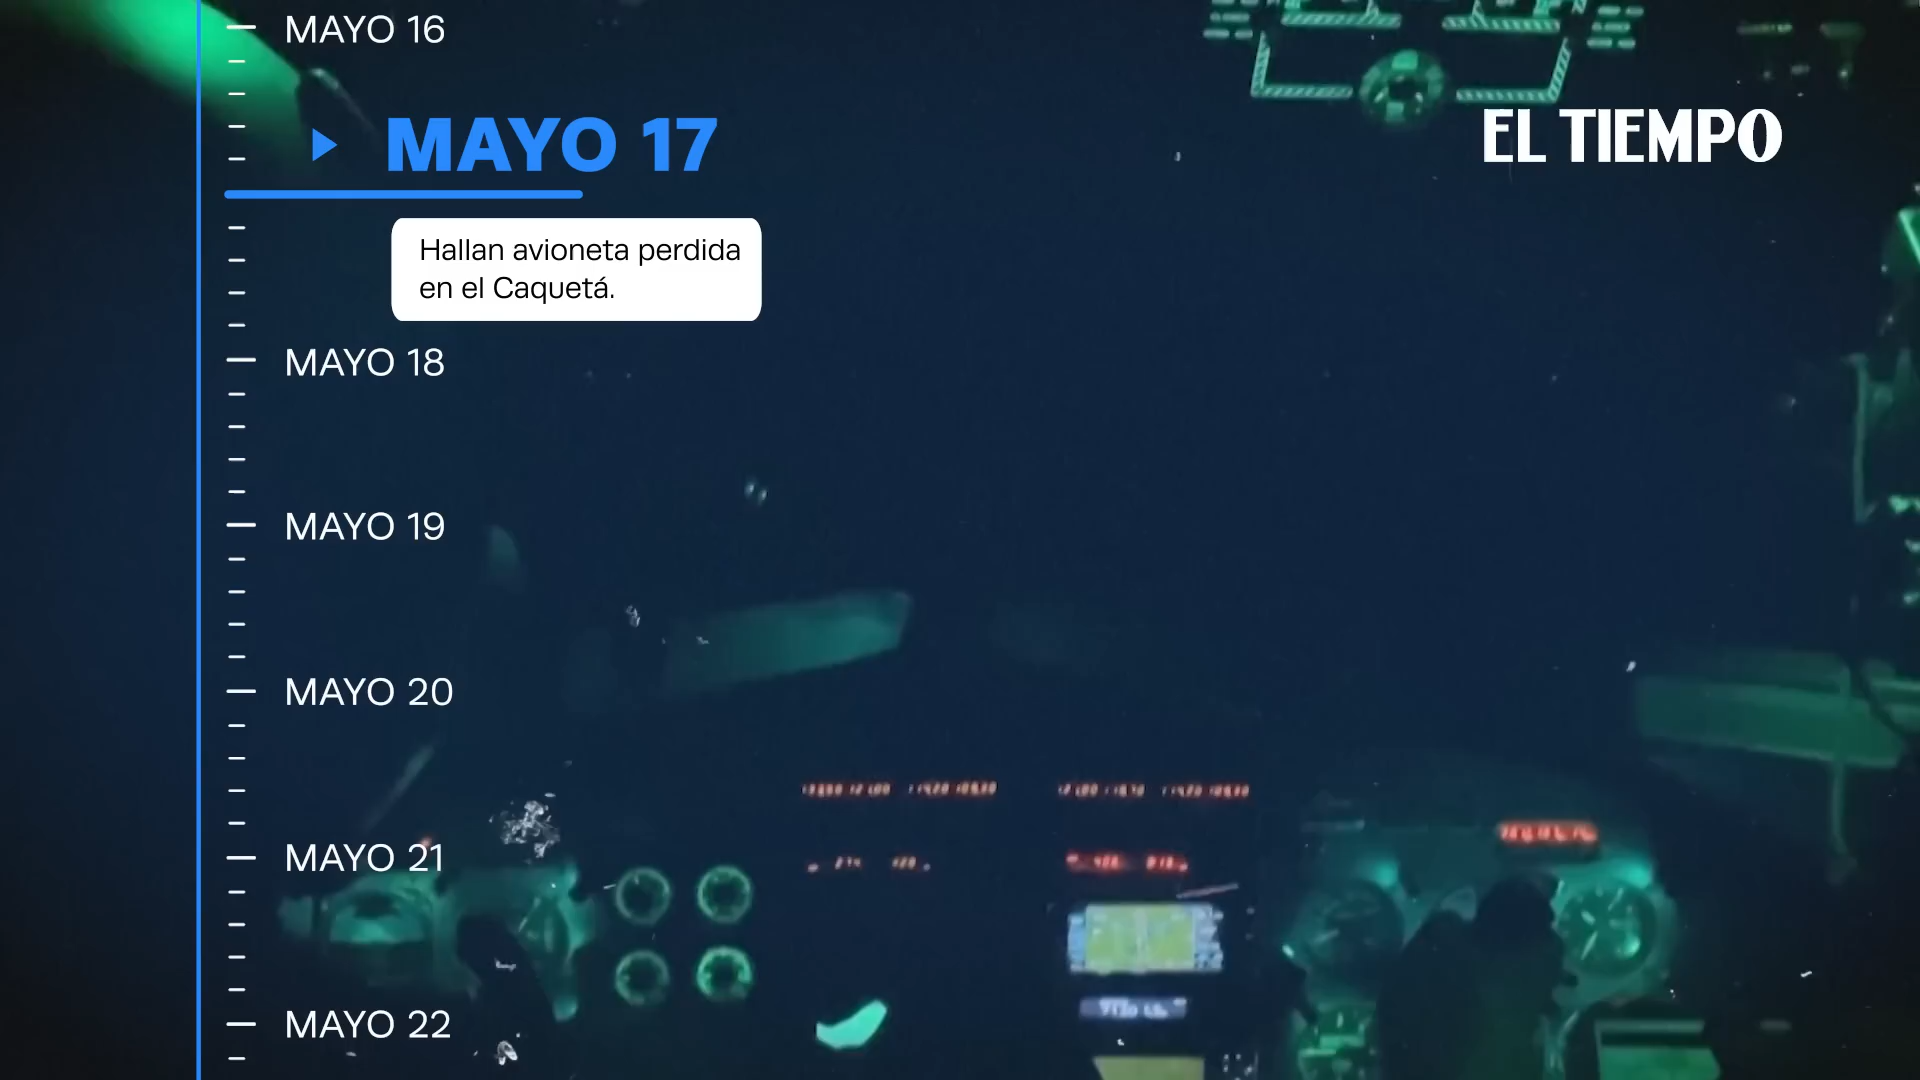 MAYO 16
MAYO 17
EL TIEMPO
Hallan avioneta perdida
en el Caquetá.
MAYO 18
MAYO 19
MAYO 20
MAYO 21
MAYO 22